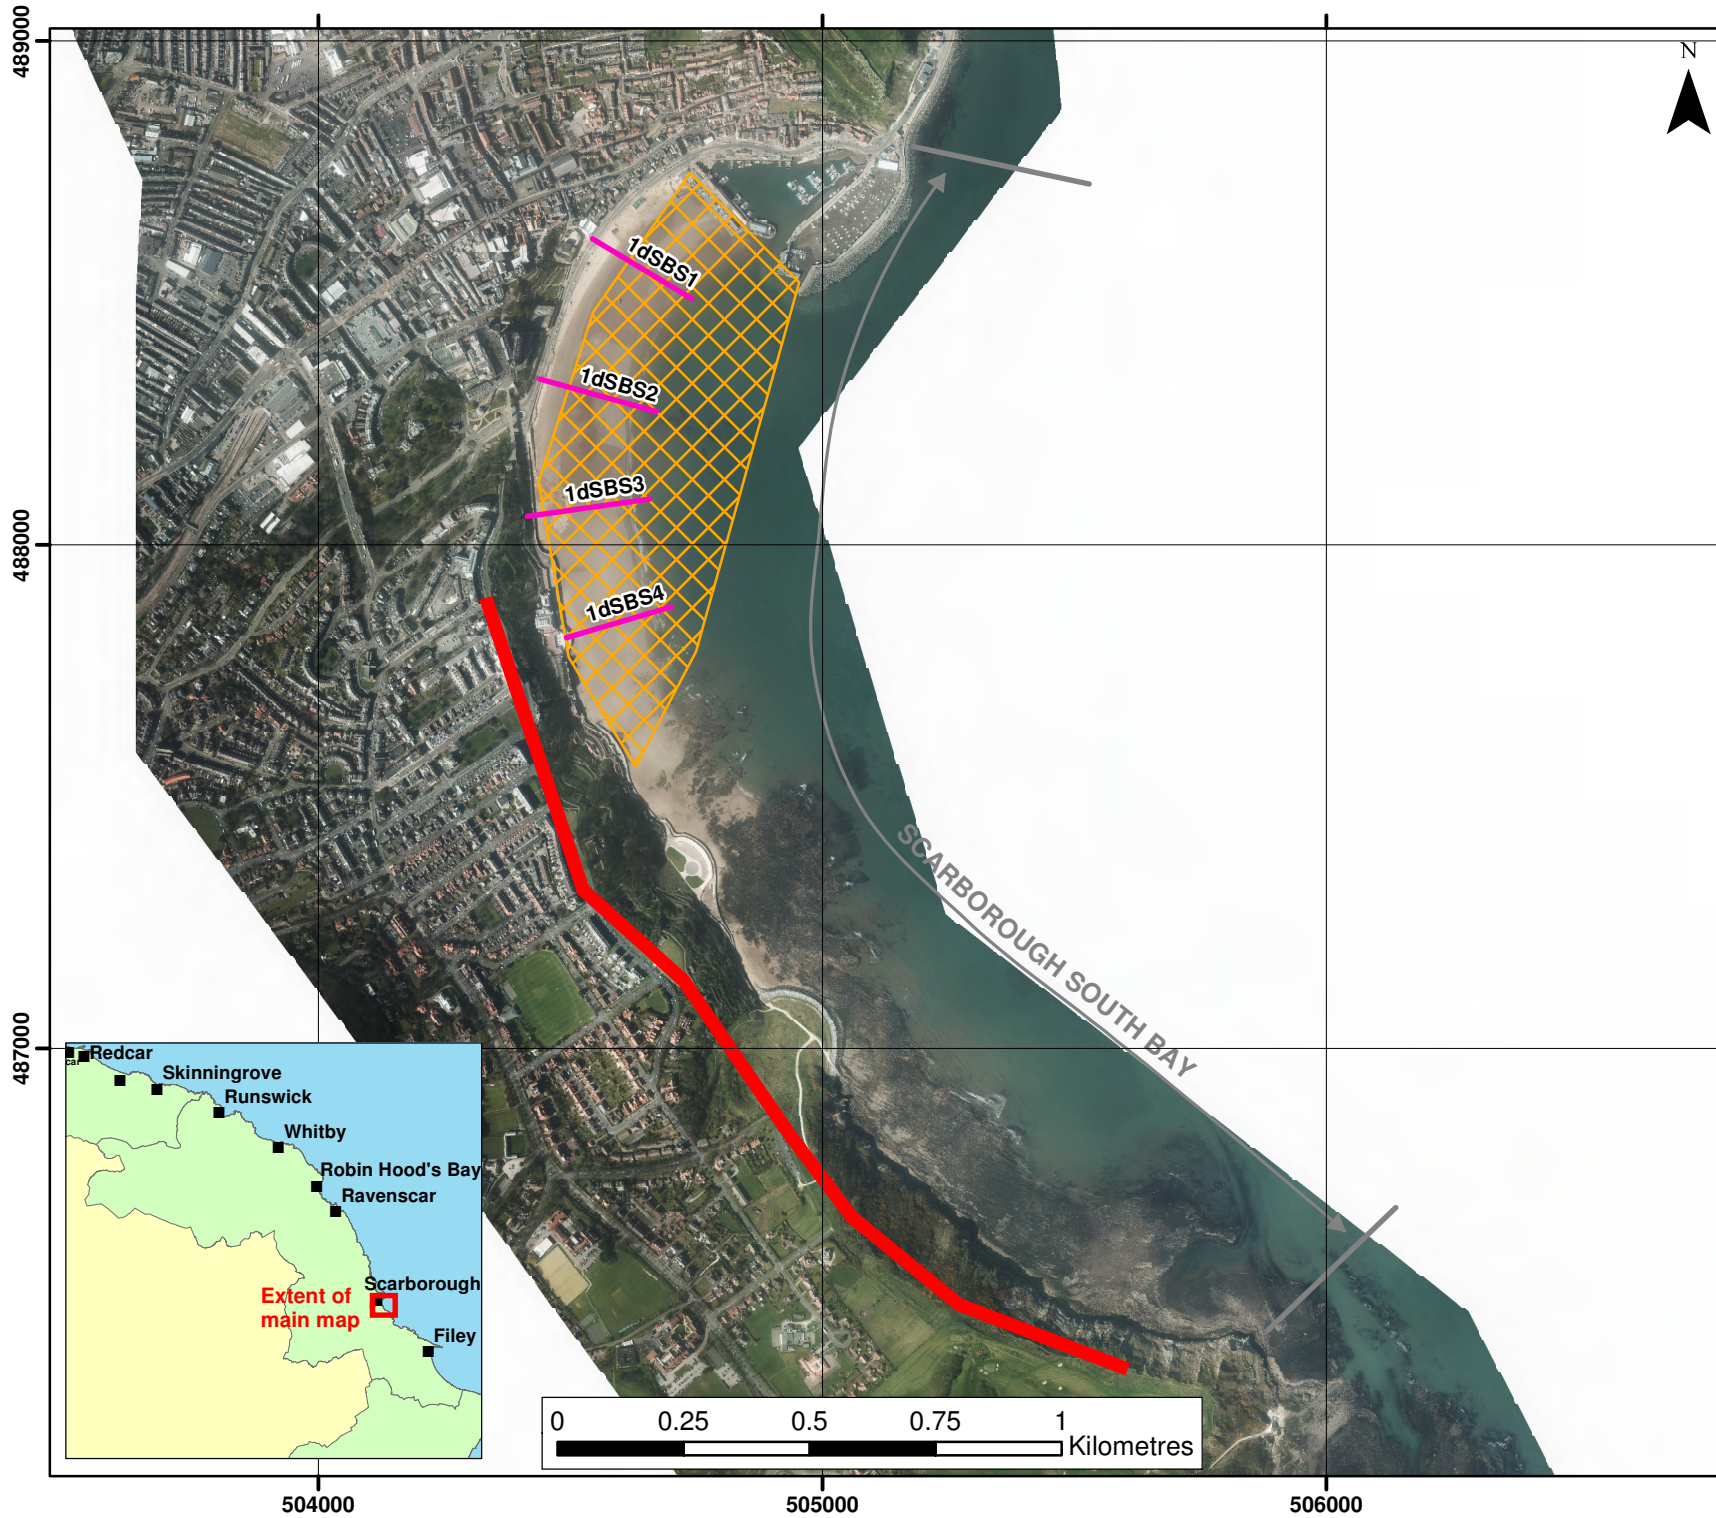 489000
N
1dSBS1
1dSBS2
1dSBS3
488000
1dSBS4
SCARBOROUGH SOUTH BAY
487000
Redcar
car
Skinningrove
Runswick
Whitby
Robin Hood's Bay
Ravenscar
Scarborough
Extent of
main map
Filey
0 0.25 0.5 0.75 1
Kilometres
504000 505000 506000